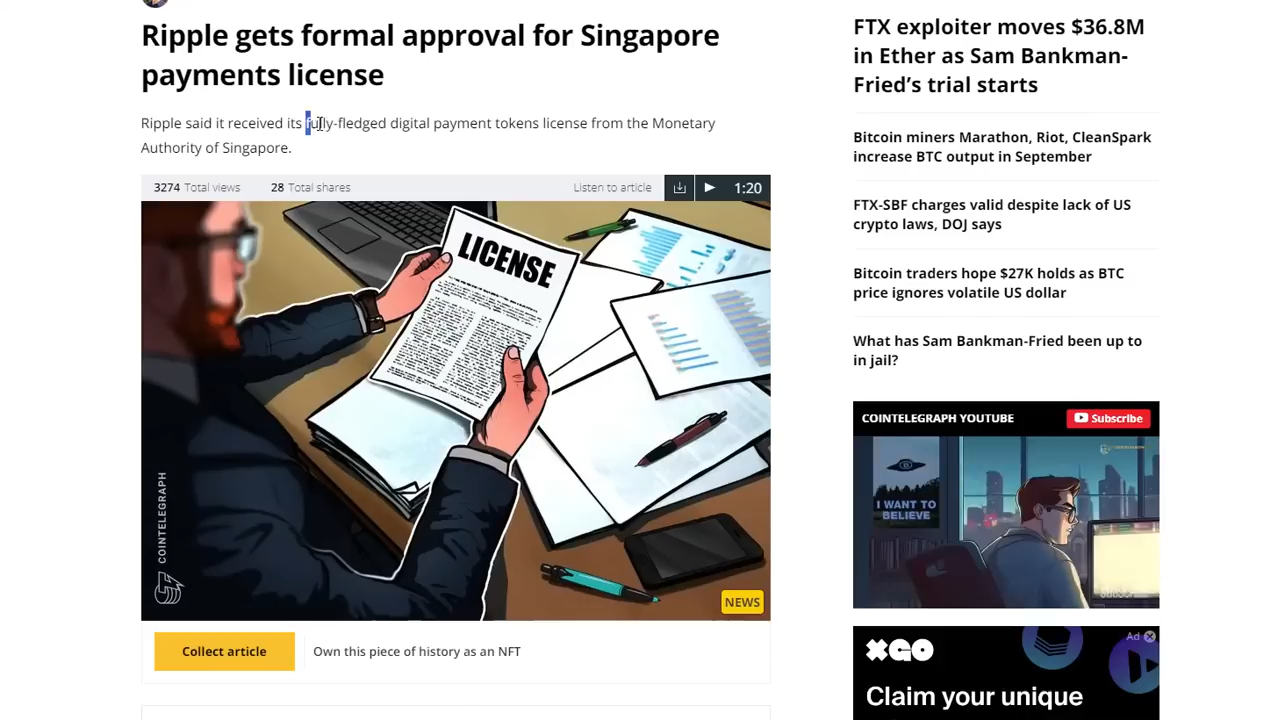 Ripple gets formal approval for Singapore
payments license
Ripple said it received its fully-fledged digital payment tokens license from the Monetary
Authority of Singapore.
3274 Total views
28 Total shares
Listen to article
1:20
LICENSE
COINTELEGRAPH
NEWS
Collect article
Own this piece of history as an NFT
FTX exploiter moves $36.8M
in Ether as Sam Bankman-
Fried’s trial starts
Bitcoin miners Marathon, Riot, CleanSpark
increase BTC output in September
FTX-SBF charges valid despite lack of US
crypto laws, DOJ says
Bitcoin traders hope $27K holds as BTC
price ignores volatile US dollar
What has Sam Bankman-Fried been up to
in jail?
COINTELEGRAPH YOUTUBE
Subscribe
I WANT TO
BELIEVE
Ad
XGO
Claim your unique